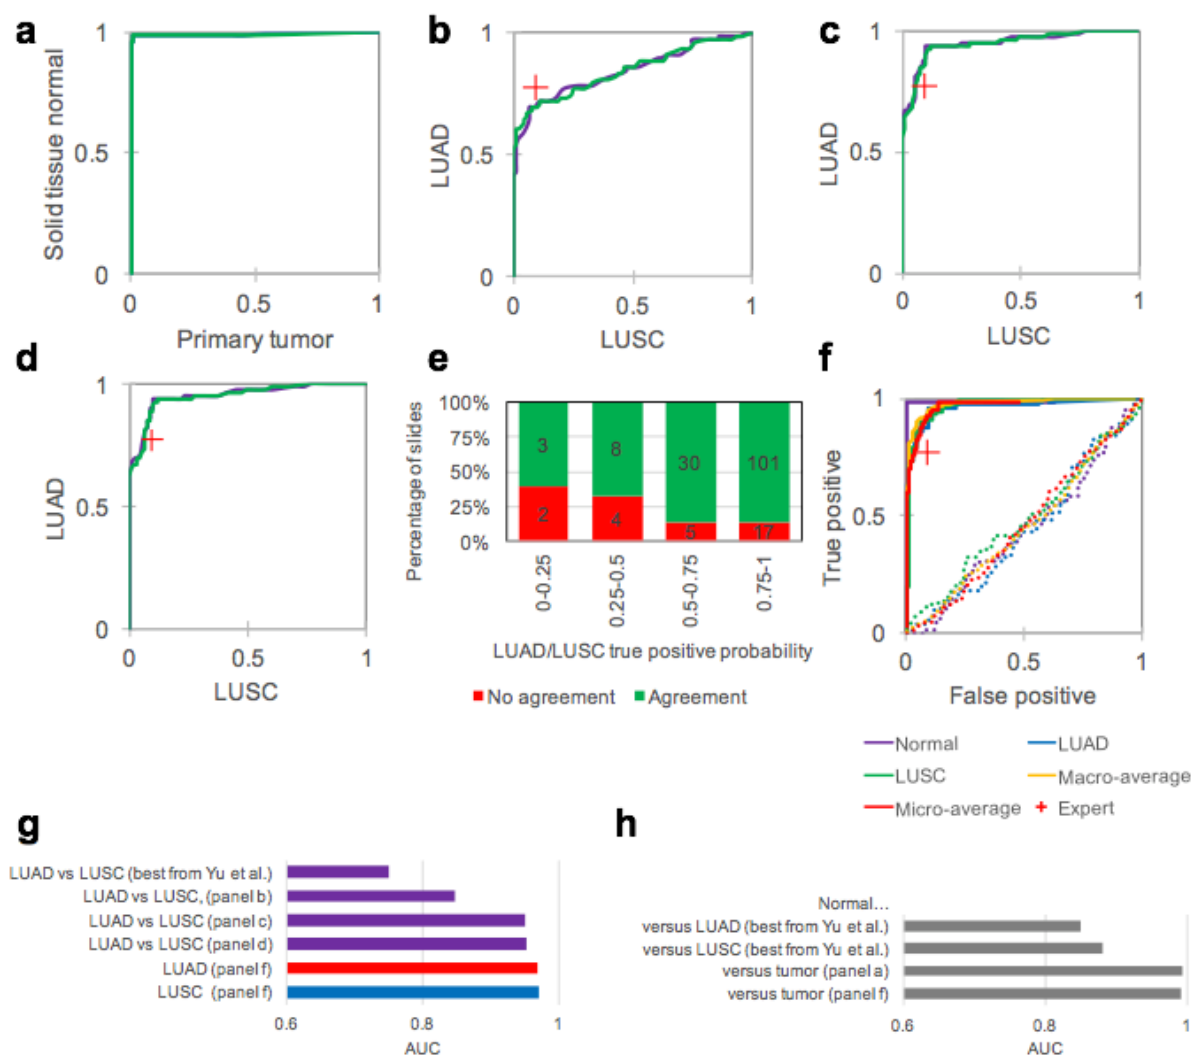 a
1
0.5
0
0
0.5
1
Solid tissue normal
Primary tumor
b
1
0.5
0
0
0.5
1
LUAD
LUSC
c
1
0.5
0
0
0.5
1
LUAD
LUSC
d
1
0.5
0
0
0.5
1
LUAD
LUSC
e
100%
75%
50%
25%
0%
Percentage of slides
3
8
30
101
2
4
5
17
0-0.25
0.25-0.5
0.5-0.75
0.75-1
LUAD/LUSC true positive probability
No agreement
Agreement
f
1
0.5
0
0
0.5
1
True positive
False positive
Normal
LUAD
LUSC
Macro-average
Micro-average
Expert
g
LUAD vs LUSC (best from Yu et al.)
LUAD vs LUSC, (panel b)
LUAD vs LUSC (panel c)
LUAD vs LUSC (panel d)
LUAD (panel f)
LUSC (panel f)
0.6
0.8
1
AUC
h
Normal…
versus LUAD (best from Yu et al.)
versus LUSC (best from Yu et al.)
versus tumor (panel a)
versus tumor (panel f)
0.6
0.8
1
AUC